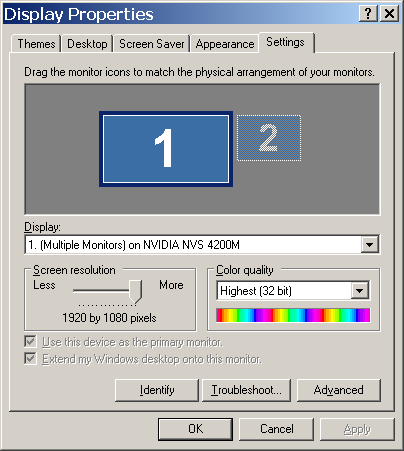 Display Properties
Themes Desktop Screen Saver Appearance Settings
Drag the monitor icons to match the physical arrangement of your monitors.
1 2
Display:
1. (Multiple Monitors) on NVIDIA NVS 4200M
Screen resolution
Less More
1920 by 1080 pixels
Color quality
Highest (32 bit)
Use this device as the primary monitor.
Extend my Windows desktop onto this monitor.
Identify Troubleshoot... Advanced
OK Cancel Apply